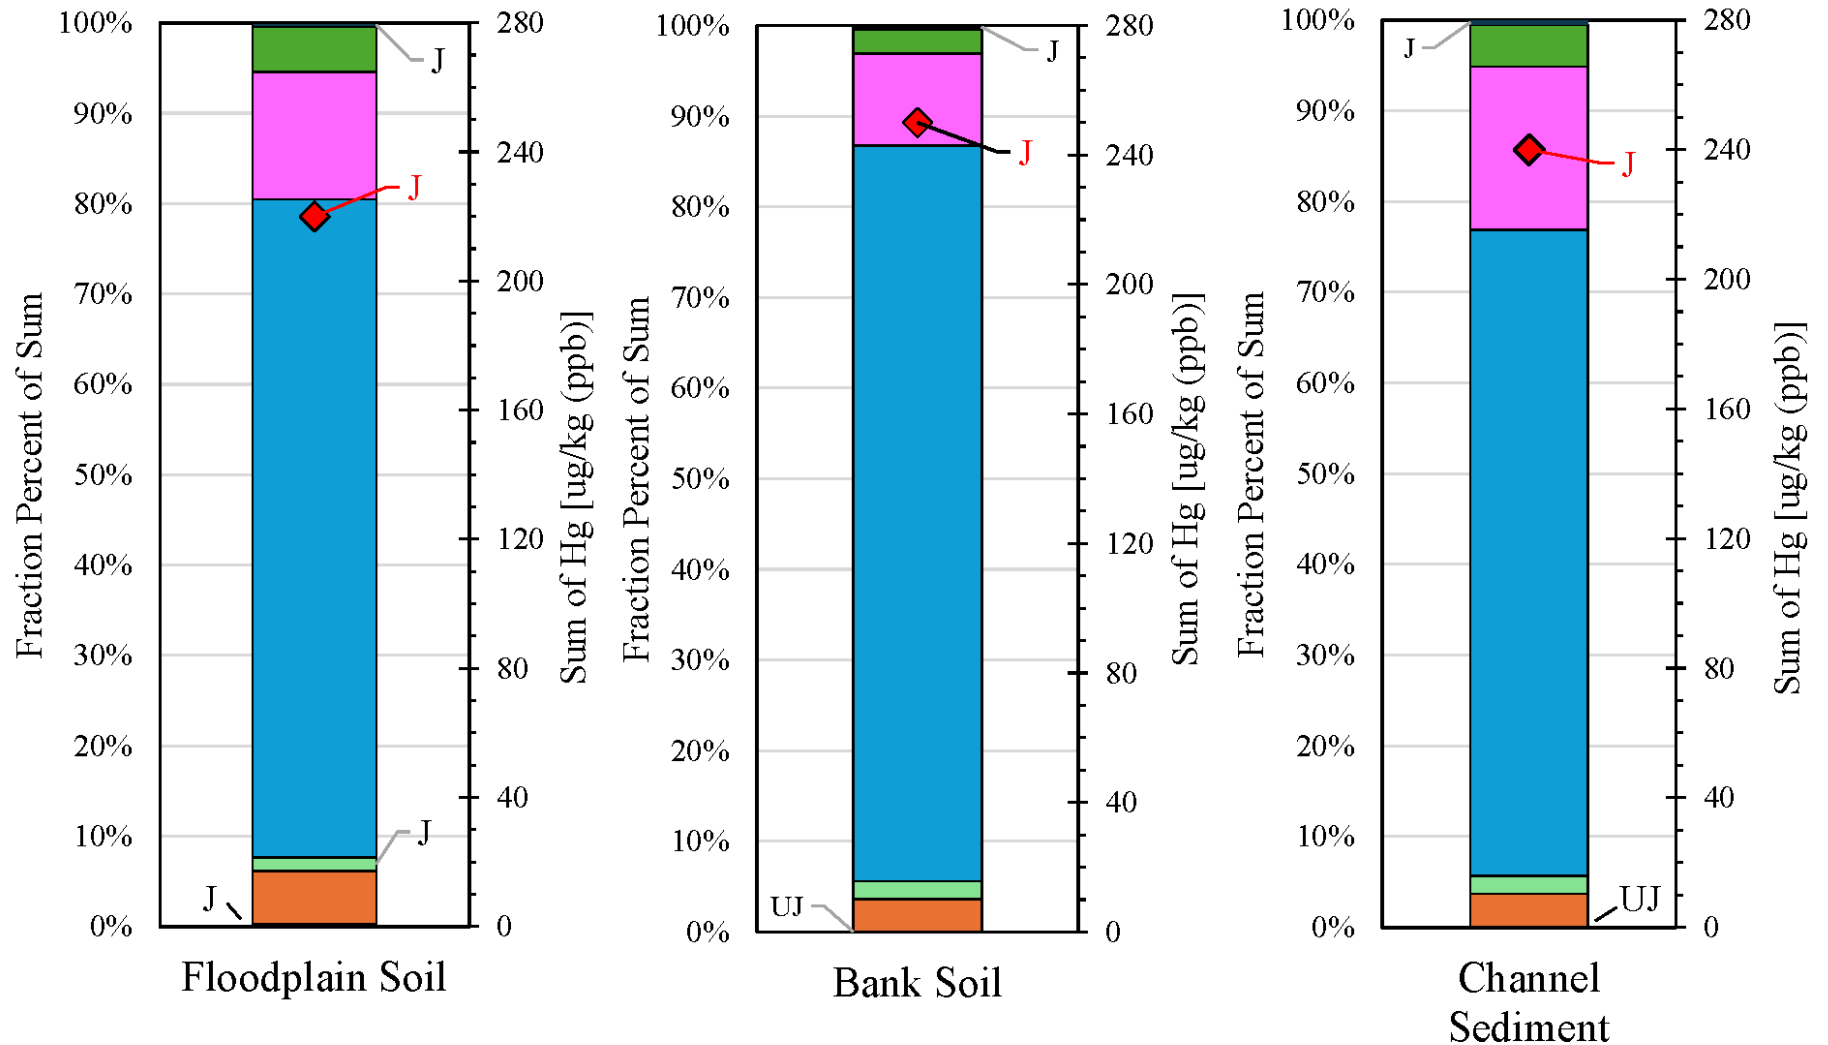 Fraction Percent of Sum
100%
90%
80%
70%
60%
50%
40%
30%
20%
10%
0%
J
J
J
J
280
240
200
160
120
80
40
0
Sum of Hg [ug/kg (ppb)]
Floodplain Soil
Fraction Percent of Sum
100%
90%
80%
70%
60%
50%
40%
30%
20%
10%
0%
J
J
UJ
280
240
200
160
120
80
40
0
Sum of Hg [ug/kg (ppb)]
Bank Soil
Fraction Percent of Sum
100%
90%
80%
70%
60%
50%
40%
30%
20%
10%
0%
J
J
UJ
280
240
200
160
120
80
40
0
Sum of Hg [ug/kg (ppb)]
Channel
Sediment